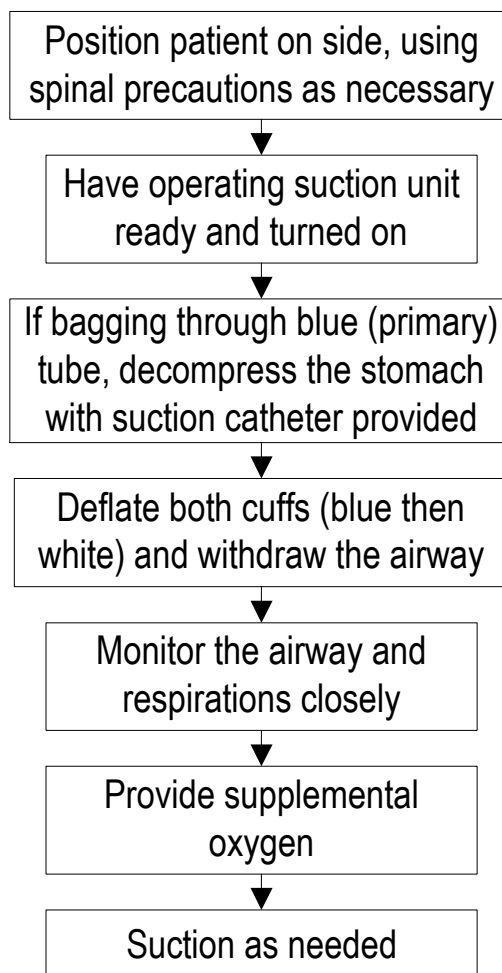 Position patient on side, using
spinal precautions as necessary
Have operating suction unit
ready and turned on
If bagging through blue (primary)
tube, decompress the stomach
with suction catheter provided
Deflate both cuffs (blue then
white) and withdraw the airway
Monitor the airway and
respirations closely
Provide supplemental
oxygen
Suction as needed